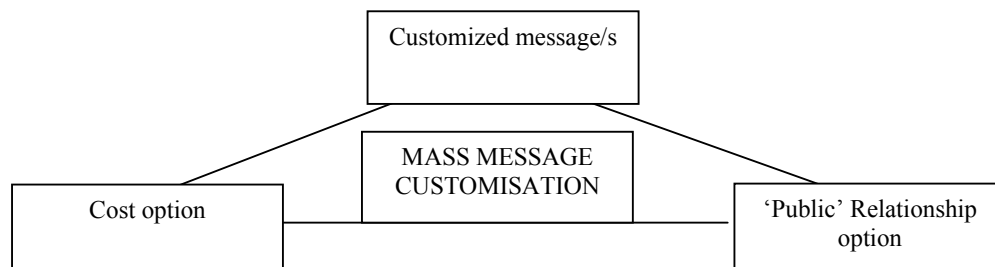 Customized message/s
MASS MESSAGE
CUSTOMISATION
Cost option
‘Public’ Relationship
option